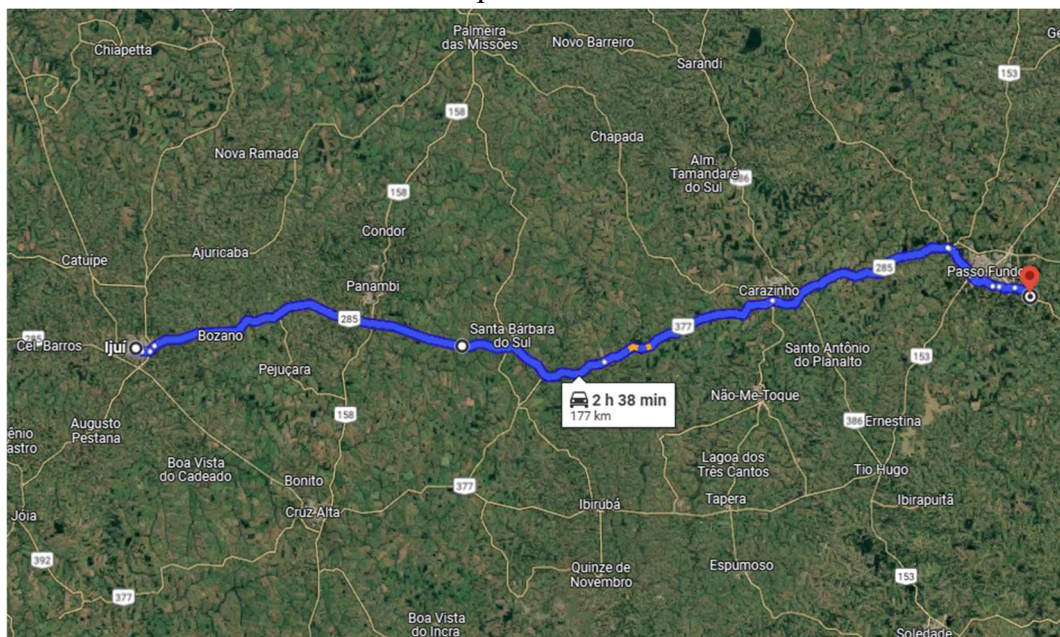 Palmeira
das Missões
Chiapetta
Novo Barreiro
Sarandi
153
158
Chapada
Nova Ramada
Alm.
Tamandaré
do Sul
158
Condor
Ajuricaba
Catuípe
285
Passo Fundo
Panambi
Carazinho
285
377
Santa Bárbara
do Sul
Bozano
285
Cel. Barros
Ijuí
Santo Antônio
do Planalto
153
Pejuçara
2 h 38 min
177 km
Não-Me-Toque
158
Augusto
Pestana
386
Ernestina
Boa Vista
do Cadeado
Lagoa dos
Três Cantos
Tio Hugo
Bonito
377
Ibirubá
Tapera
Ibirapuitã
Jóia
Cruz Alta
392
Quinze de
Novembro
Espumoso
153
377
Boa Vista
do Incra
Soledade